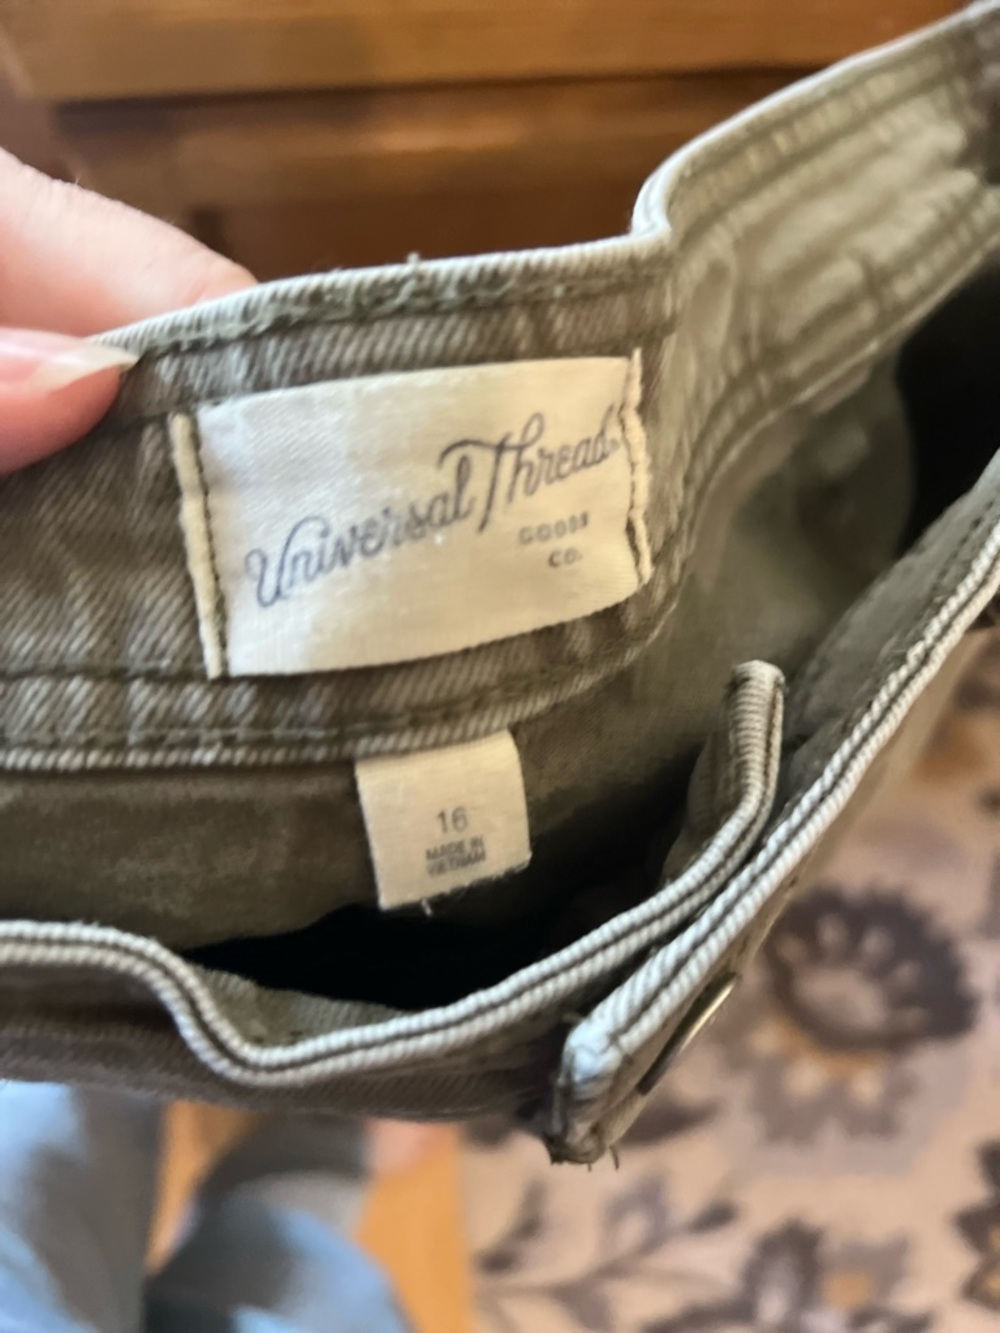 Universal Thread
GOODS
CO.
16
MADE IN
VIETNAM